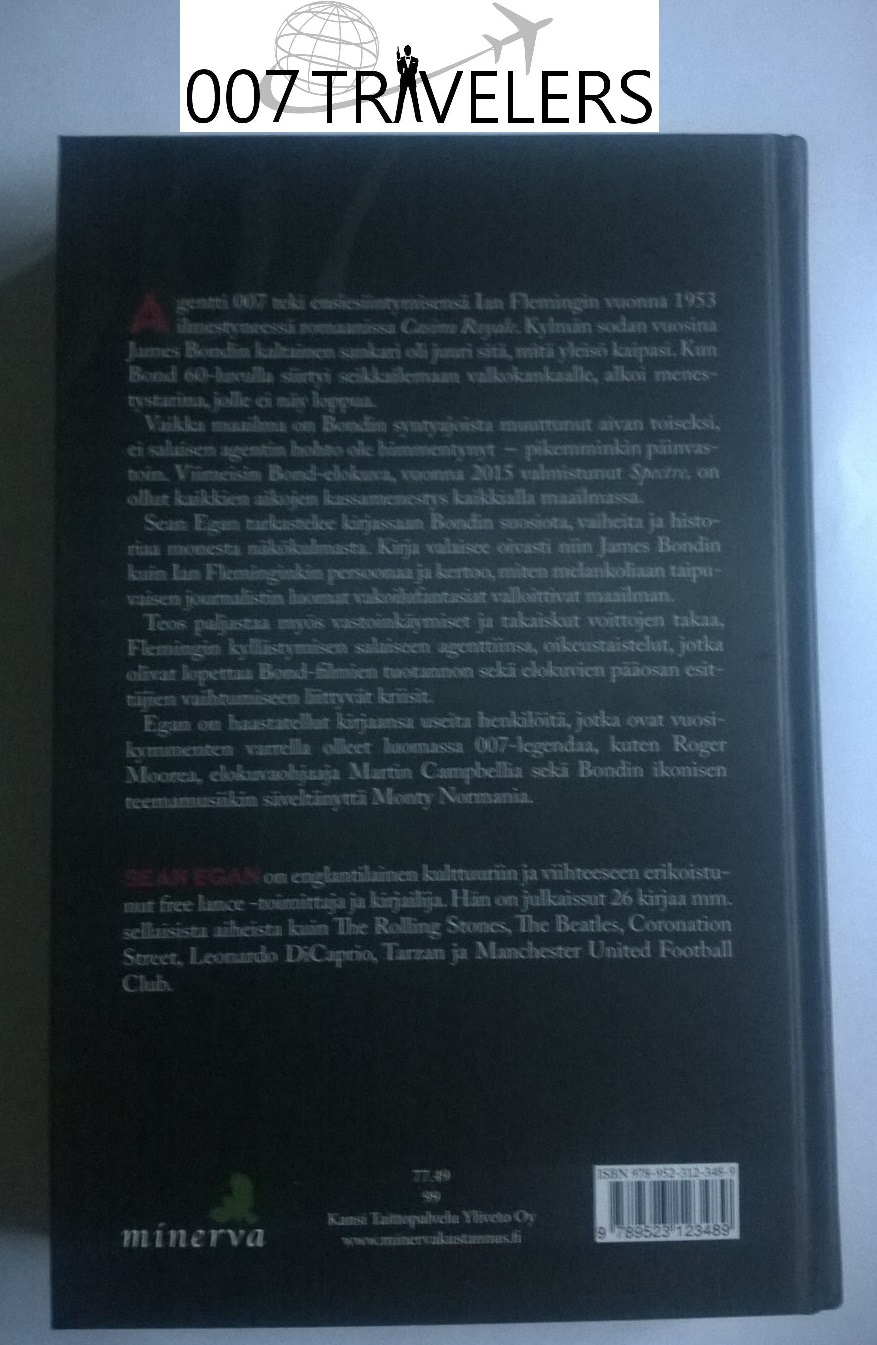 007 TRAVELERS
Agentti 007 teki ensiesiintymisensä Ian Flemingin vuonna 1953
ilmestyneessä romaanissa Casino Royale. Kylmän sodan vuosina
James Bondin kaltainen sankari oli juuri sitä, mitä yleisö kaipasi. Kun
Bond 60-luvulla siirtyi seikkailemaan valkokankaalle, alkoi menes-
tystarina, jolle ei näy loppua.
Vaikka maailma on Bondin syntyajoista muuttunut aivan toiseksi,
ei salaisen agentin hohto ole himmentynyt – pikemminkin päinvas-
toin. Viimeisin Bond-elokuva, vuonna 2015 valmistunut Spectre, on
ollut kaikkien aikojen kassamenestys kaikkialla maailmassa.
Sean Egan tarkastelee kirjassaan Bondin suosiota, vaiheita ja histo-
riaa monesta näkökulmasta. Kirja valaisee oivasti niin James Bondin
kuin Ian Fleminginkin persoonaa ja kertoo, miten melankoliaan taipu-
vaisen journalistin luomat vakoilufantasiat valloittivat maailman.
Teos paljastaa myös vastoinkäymiset ja takaiskut voittojen takaa,
Flemingin kyllästymisen salaiseen agenttiinsa, oikeustaistelut, jotka
olivat lopettaa Bond-filmien tuotannon sekä elokuvien pääosan esit-
täjien vaihtumiseen liittyvät kriisit.
Egan on haastatellut kirjaansa useita henkilöitä, jotka ovat vuosi-
kymmenten varrella olleet luomassa 007-legendaa, kuten Roger
Moorea, elokuvaohjaaja Martin Campbellia sekä Bondin ikonisen
teemamusiikin säveltänyttä Monty Normania.
SEAN EGAN on englantilainen kulttuuriin ja viihteeseen erikoistu-
nut free lance -toimittaja ja kirjailija. Hän on julkaissut 26 kirjaa mm.
sellaisista aiheista kuin The Rolling Stones, The Beatles, Coronation
Street, Leonardo DiCaprio, Tarzan ja Manchester United Football
Club.
minerva
77.49
99
Kansi Taittopalvelu Yliveto Oy
www.minervakustannus.fi
ISBN 978-952-312-348-9
9 789523 123489